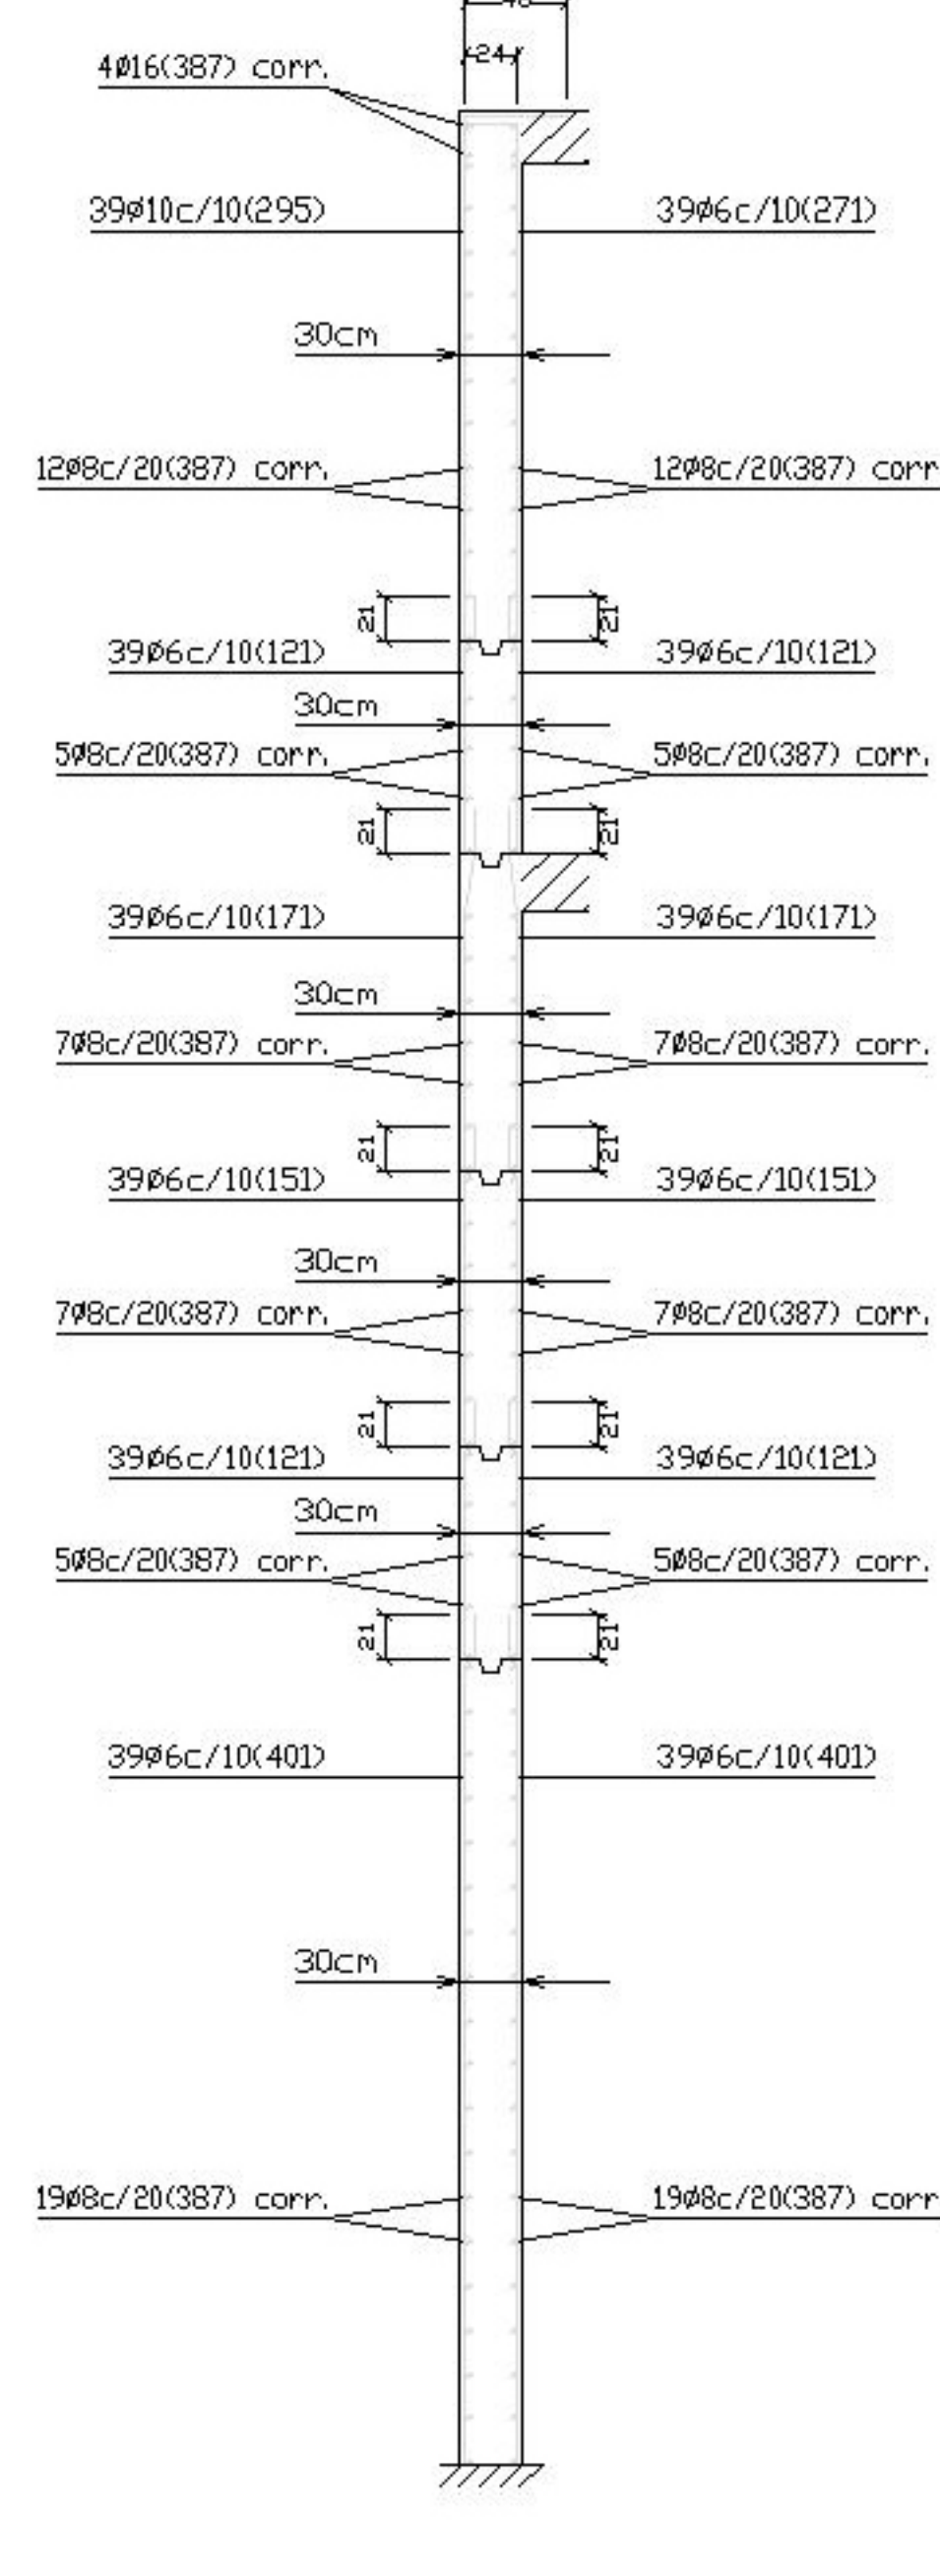 24
4Ø16(387) corr.
39Ø10c/10(295) 39Ø6c/10(271)
30cm
12Ø8c/20(387) corr. 12Ø8c/20(387) corr
21 21
39Ø6c/10(121) 39Ø6c/10(121)
30cm
5Ø8c/20(387) corr. 5Ø8c/20(387) corr.
21 21
39Ø6c/10(171) 39Ø6c/10(171)
30cm
7Ø8c/20(387) corr. 7Ø8c/20(387) corr.
21 21
39Ø6c/10(151) 39Ø6c/10(151)
30cm
7Ø8c/20(387) corr. 7Ø8c/20(387) corr.
21 21
39Ø6c/10(121) 39Ø6c/10(121)
30cm
5Ø8c/20(387) corr. 5Ø8c/20(387) corr.
21 21
39Ø6c/10(401) 39Ø6c/10(401)
30cm
19Ø8c/20(387) corr. 19Ø8c/20(387) corr